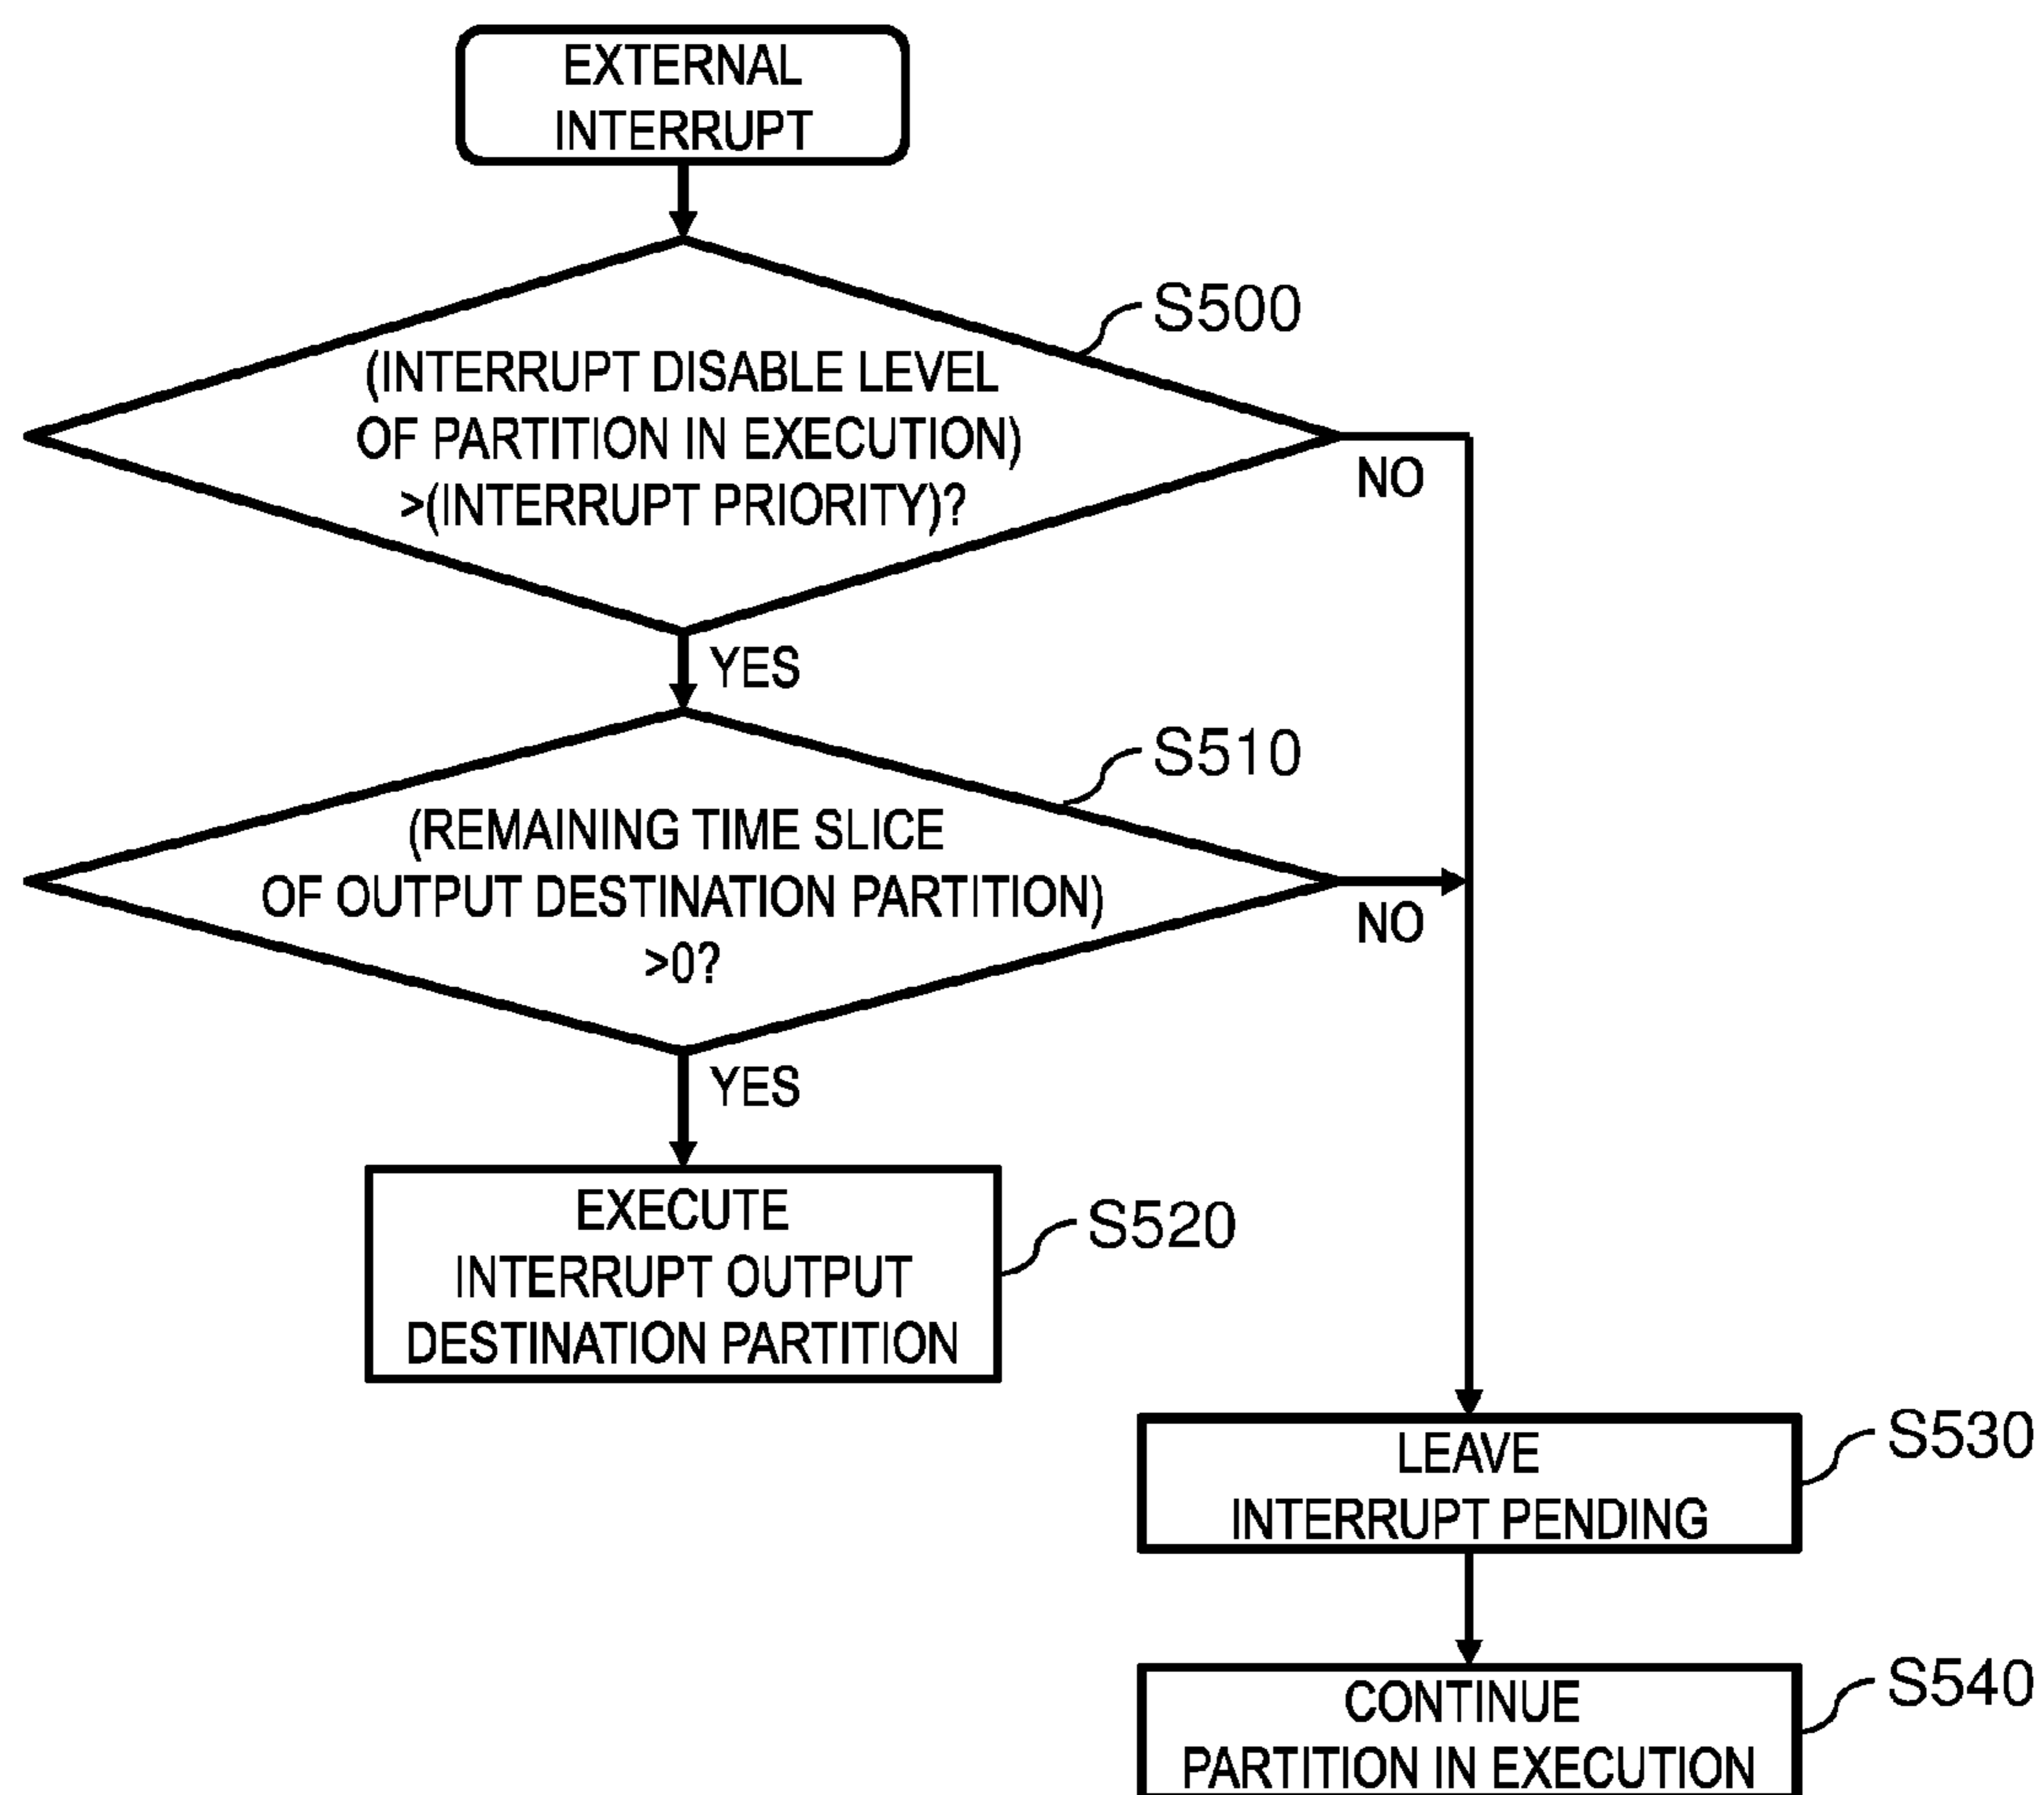 EXTERNAL
INTERRUPT
S500
(INTERRUPT DISABLE LEVEL
OF PARTITION IN EXECUTION)
>(INTERRUPT PRIORITY)?
NO
YES
S510
(REMAINING TIME SLICE
OF OUTPUT DESTINATION PARTITION)
>0?
NO
YES
EXECUTE
INTERRUPT OUTPUT
DESTINATION PARTITION
S520
LEAVE
INTERRUPT PENDING
S530
CONTINUE
PARTITION IN EXECUTION
S540